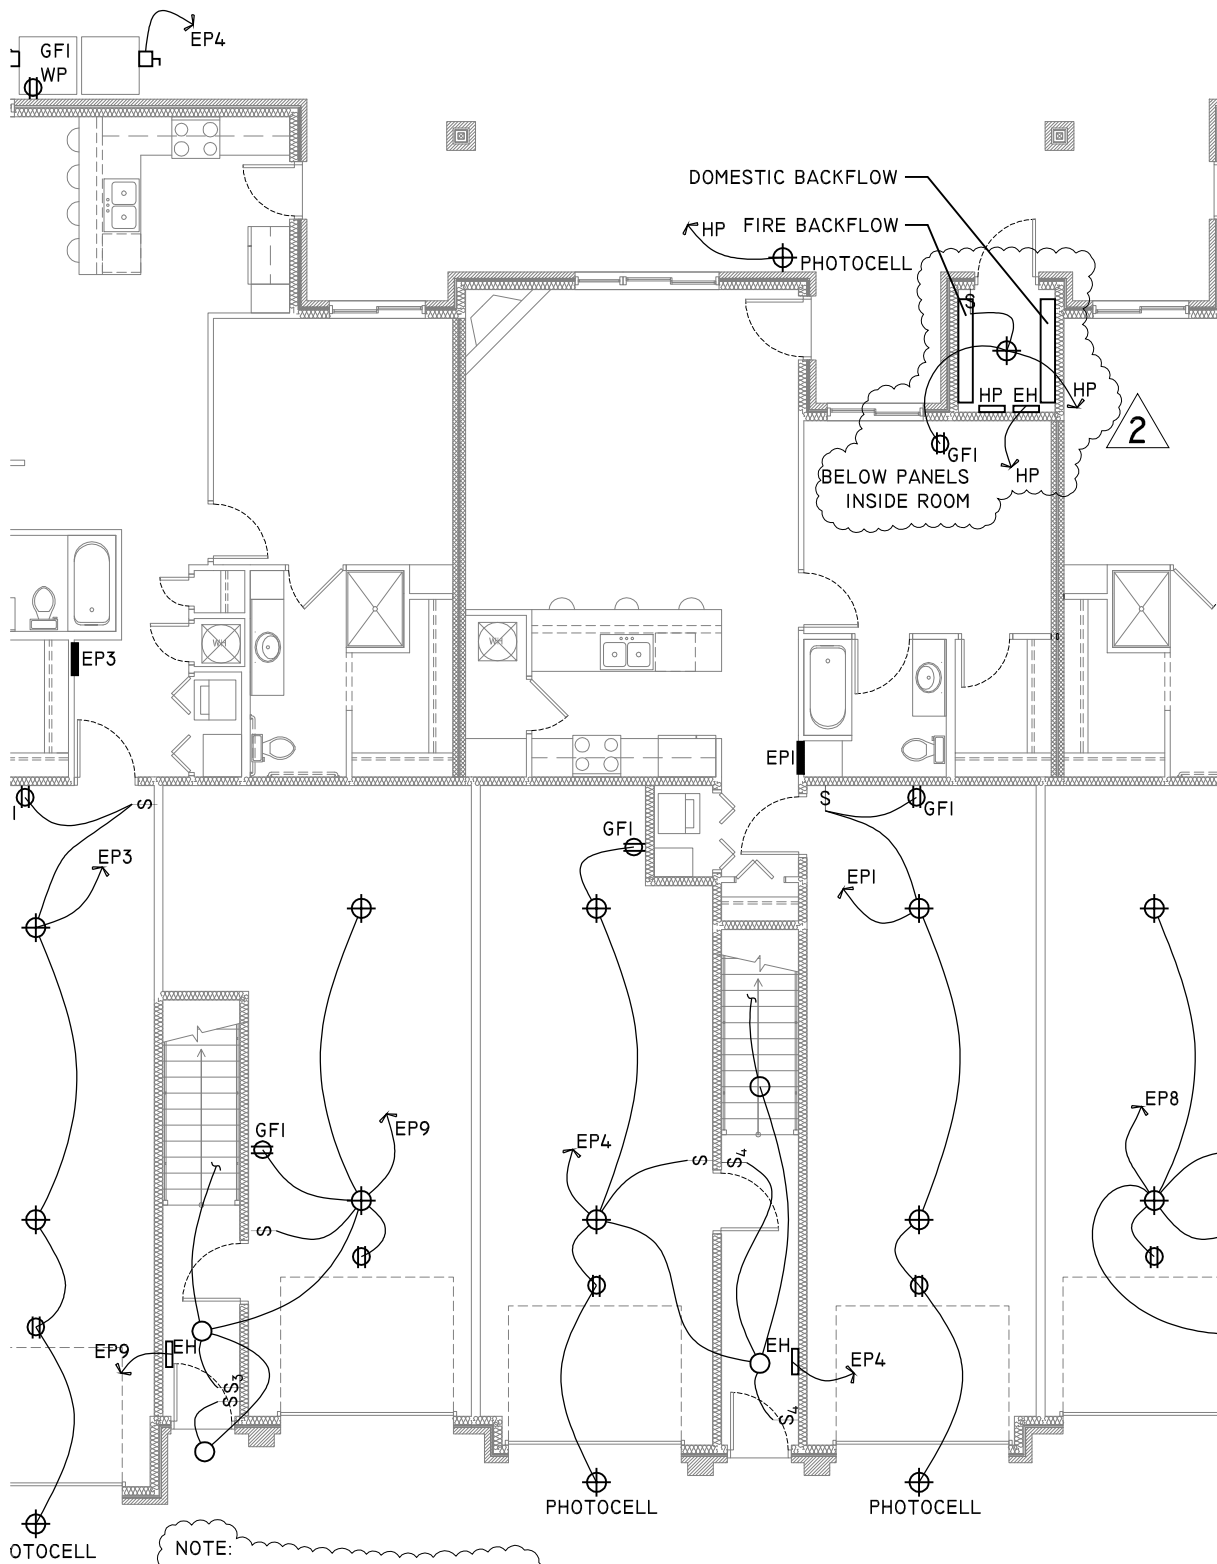 EP4
GFI
WP
DOMESTIC BACKFLOW
HP
FIRE BACKFLOW
PHOTOCELL
S
HP
EH
HP
2
GFI
HP
BELOW PANELS
INSIDE ROOM
WH
WH
EP3
EP1
S
S
GFI
I
GFI
EP3
EP1
EP9
GFI
EP4
EP8
S
S4
S
EH
EP9
EH
EP4
S3
S
S
S4
PHOTOCELL
PHOTOCELL
OTOCELL
NOTE: